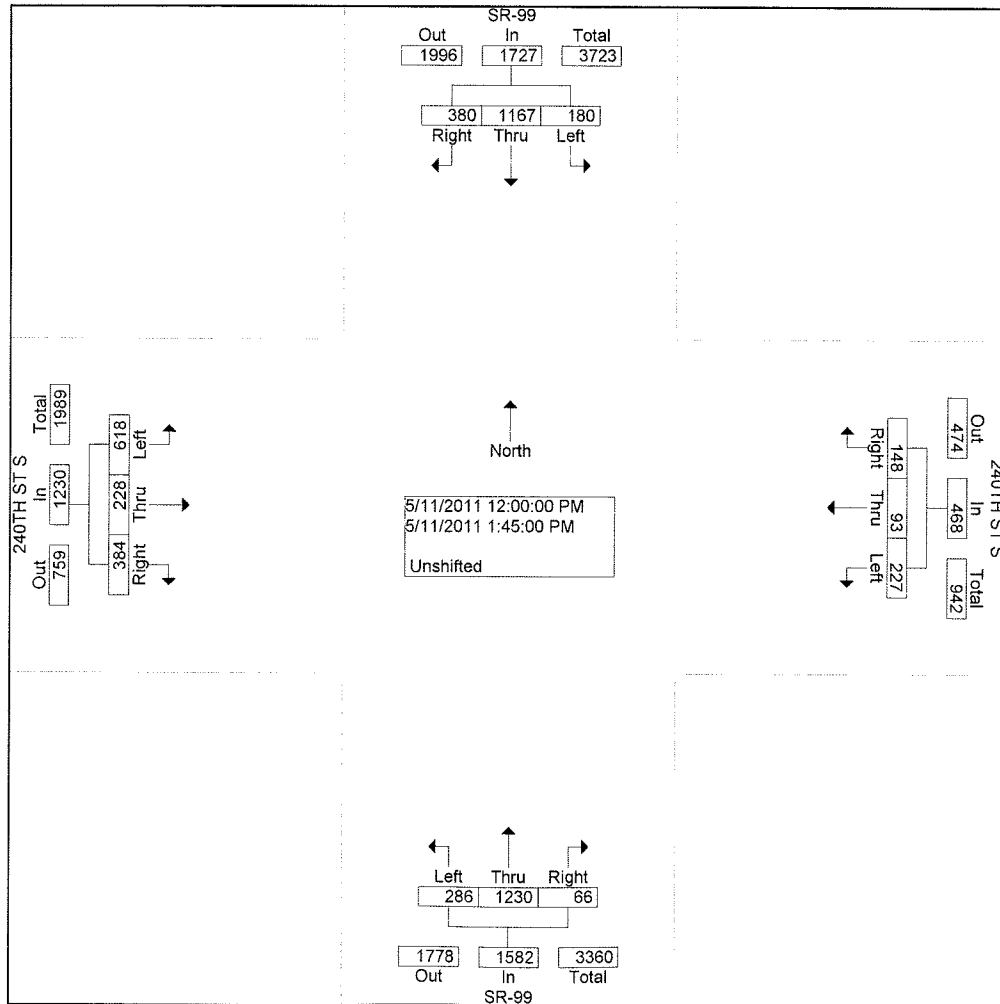 SR-99
Out In Total
1996 1727 3723
380 1167 180
Right Thru Left
240TH ST S
Total In Out
1989 1230 759
618 228 384
Left Thru Right
North
5/11/2011 12:00:00 PM
5/11/2011 1:45:00 PM
Unshifted
Right Thru Left
148 93 227
Out In Total
474 468 942
240TH ST S
Left Thru Right
286 1230 66
1778 1582 3360
Out In Total
SR-99